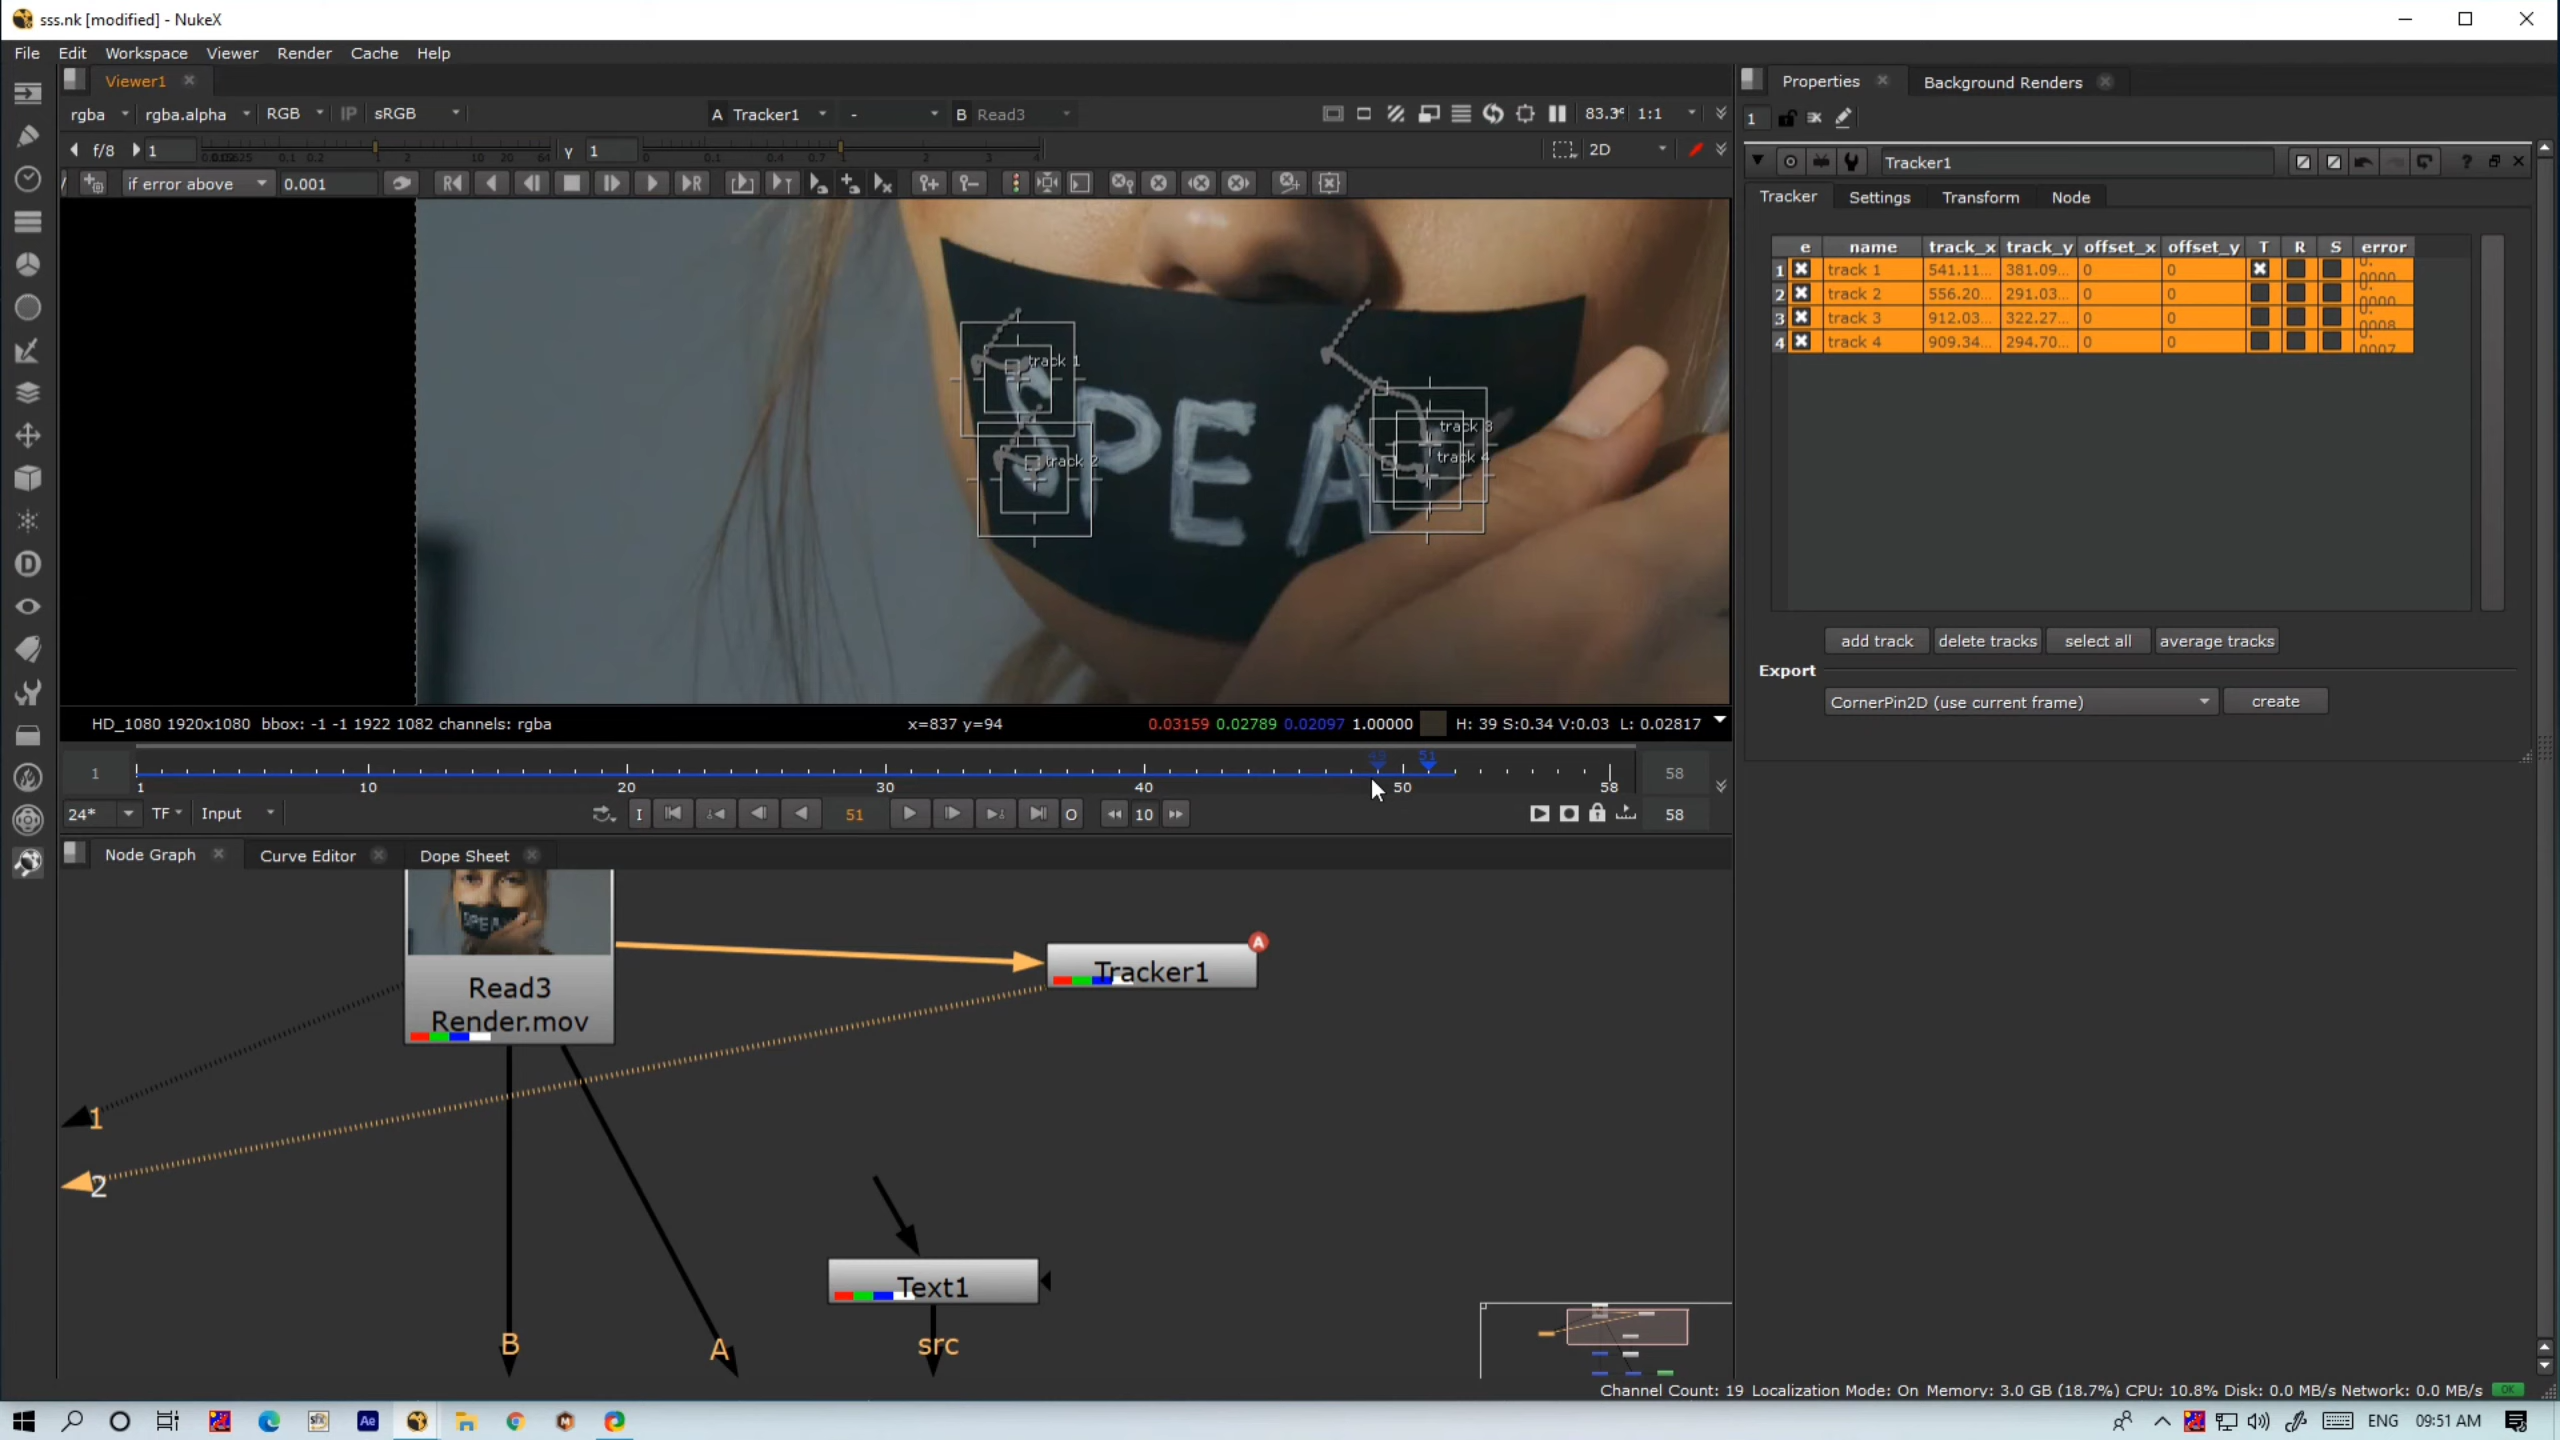 sss.nk [modified] - NukeX
File Edit Workspace Viewer Render Cache Help
Viewer1
rgba rgba.alpha RGB IP sRGB A Tracker1 - B Read3 1:1
f/8 1 γ 1 2D
if error above 0.001
track 1
track 2
track 3
track 4
SPEA
HD_1080 1920x1080 bbox: -1 -1 1922 1082 channels: rgba x=837 y=94 0.03159 0.02789 0.02097 1.00000 H: 39 S:0.34 V:0.03 L: 0.02817
49 51
1 58
1 10 20 30 40 50 58
24* TF Input I 51 O 10 58
Node Graph Curve Editor Dope Sheet
Read3
Render.mov
Tracker1
A
1
2
Text1
B A src
Properties Background Renders
1
Tracker1
Tracker Settings Transform Node
e name track_x track_y offset_x offset_y T R S error
1 track 1 541.11... 381.09... 0 0
2 track 2 556.20... 291.03... 0 0
3 track 3 912.03... 322.27... 0 0
4 track 4 909.34... 294.70... 0 0
add track delete tracks select all average tracks
Export
CornerPin2D (use current frame) create
Channel Count: 19 Localization Mode: On Memory: 3.0 GB (18.7%) CPU: 10.8% Disk: 0.0 MB/s Network: 0.0 MB/s OK
Ae
ENG 09:51 AM